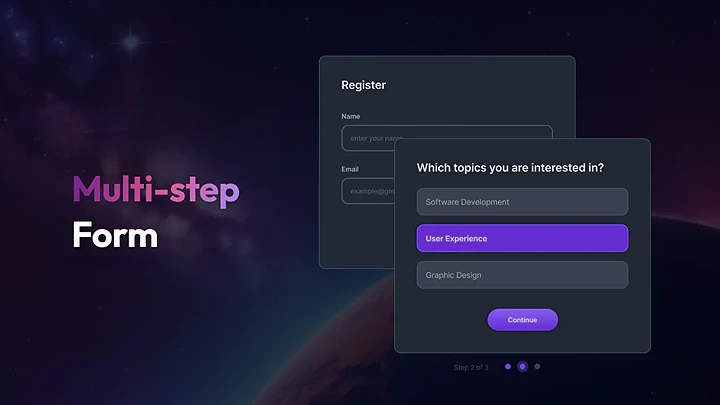 Multi-step
Form
Register
Name
enter your name
Email
example@gm
Which topics you are interested in?
Software Development
User Experience
Graphic Design
Continue
Step 2 of 3